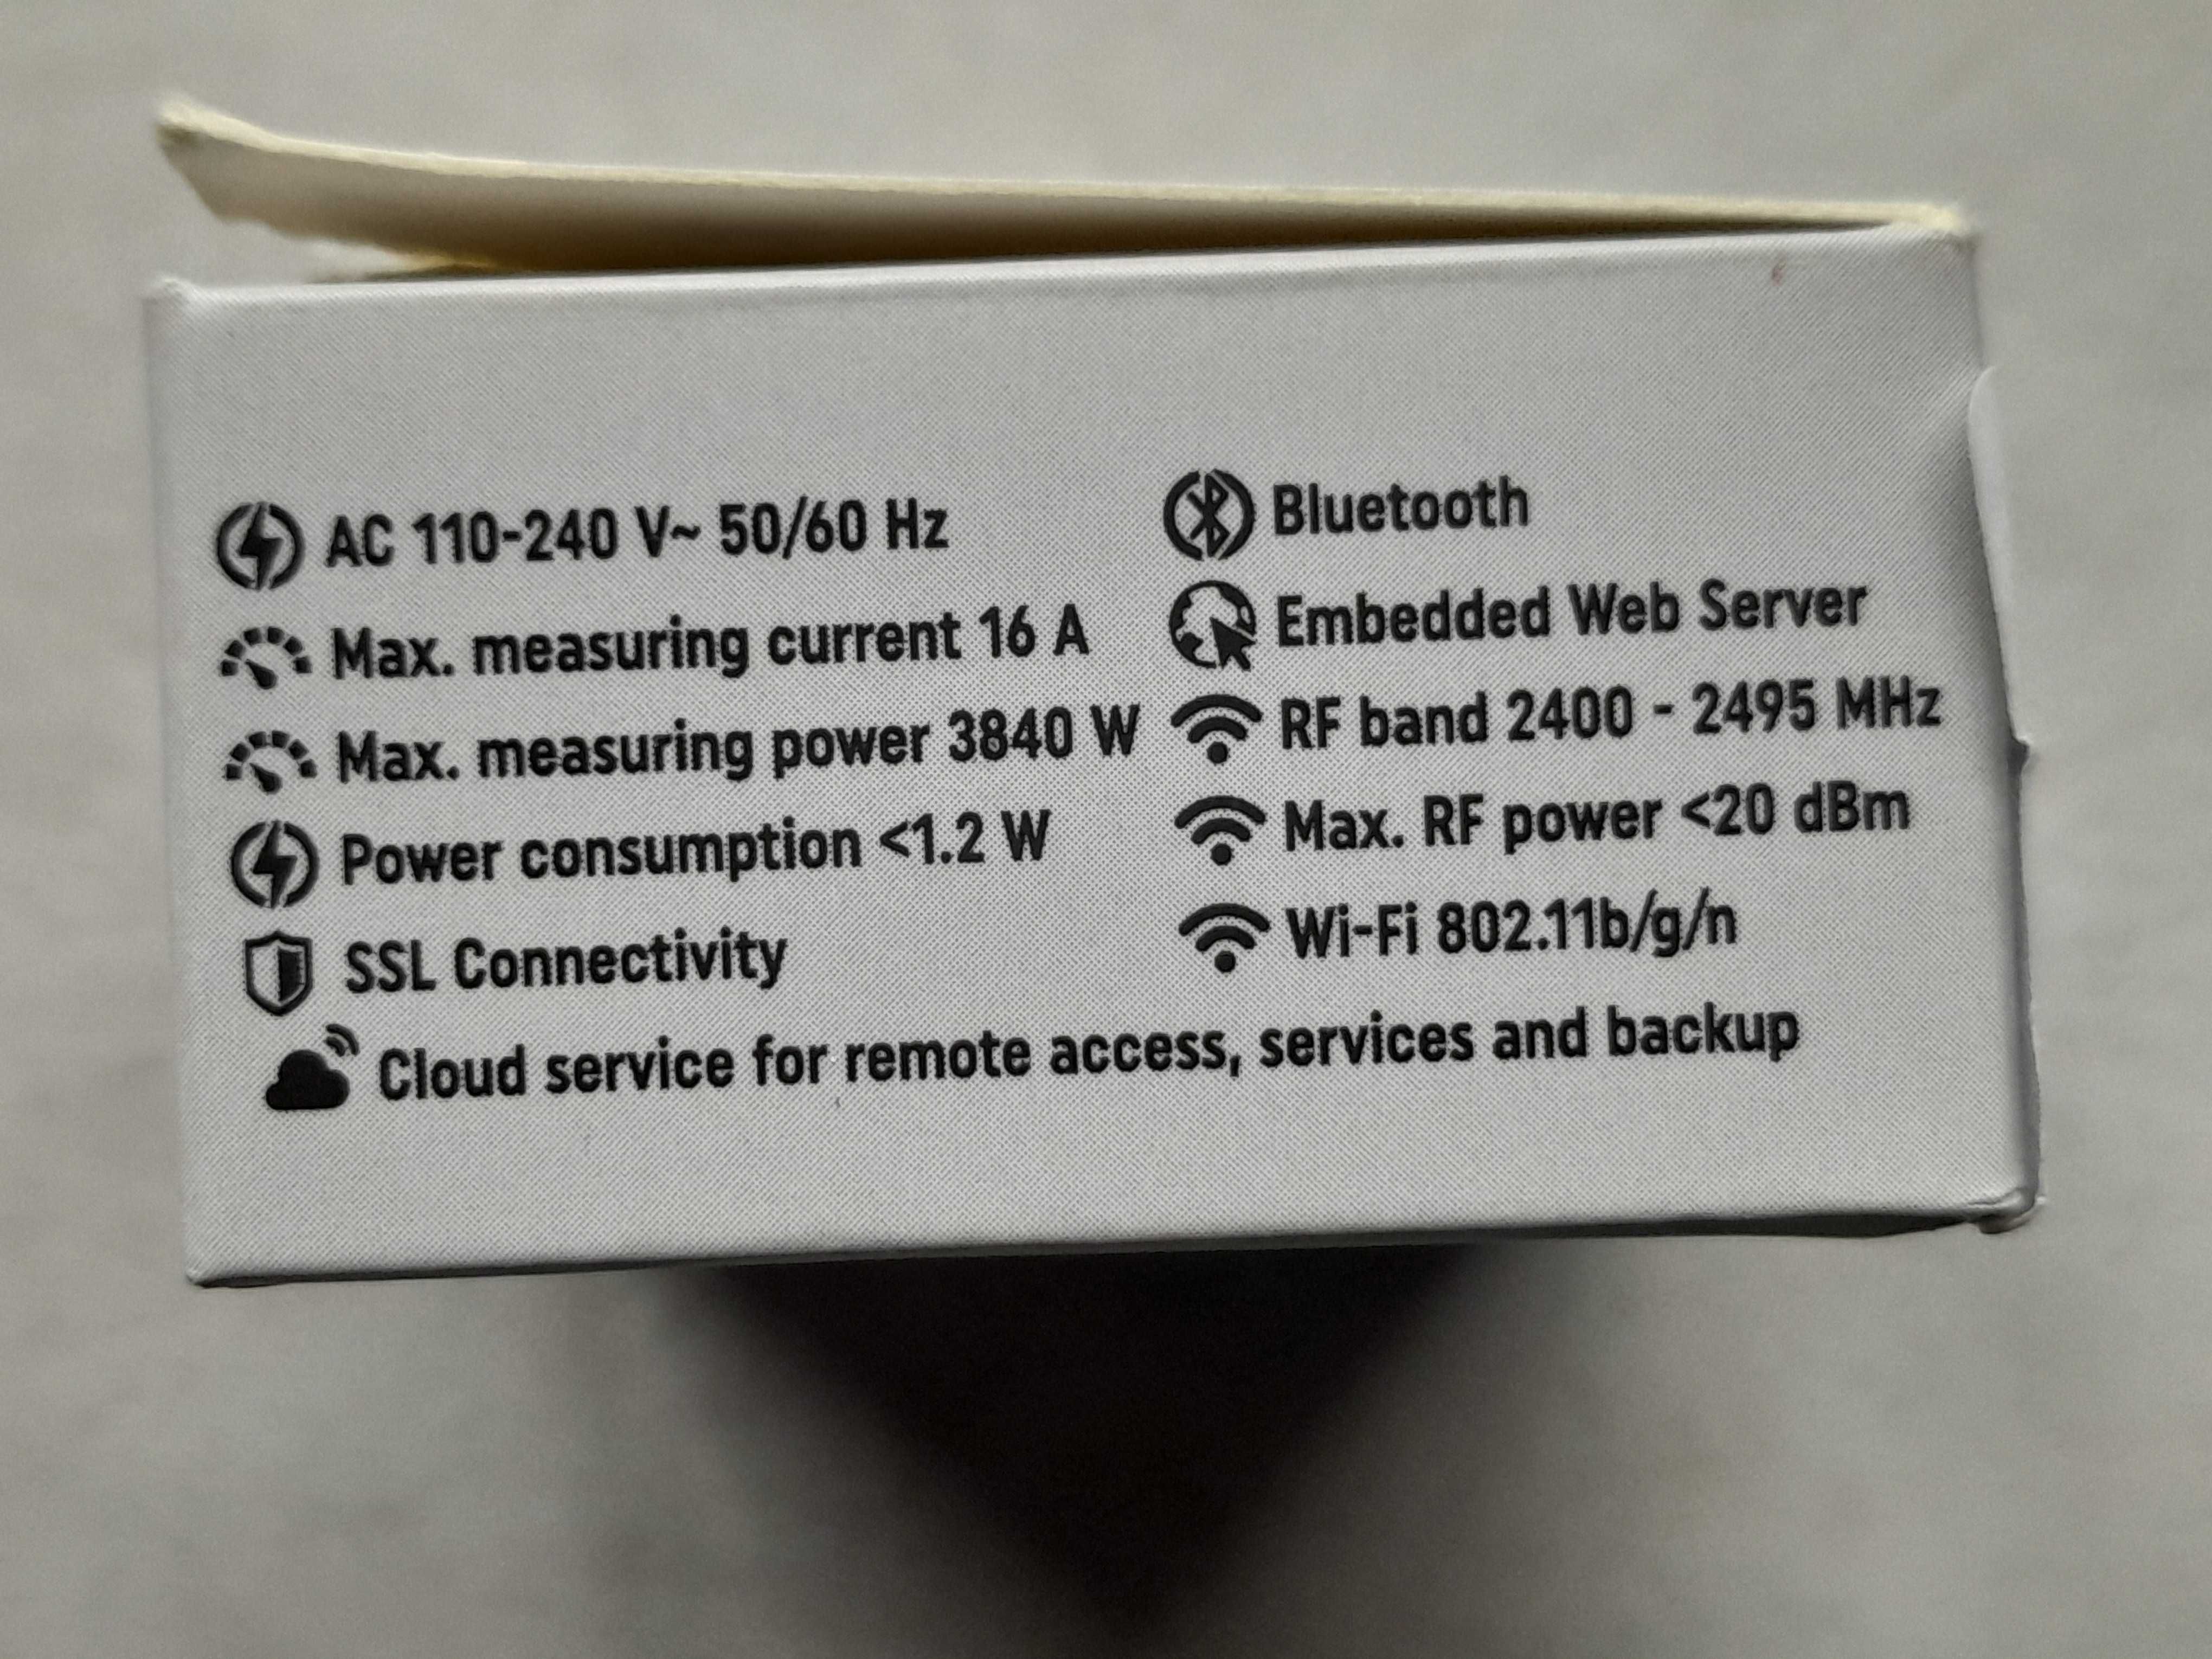 AC 110-240 V~ 50/60 Hz
Max. measuring current 16 A
Max. measuring power 3840 W
Power consumption <1.2 W
SSL Connectivity
Bluetooth
Embedded Web Server
RF band 2400 - 2495 MHz
Max. RF power <20 dBm
Wi-Fi 802.11b/g/n
Cloud service for remote access, services and backup